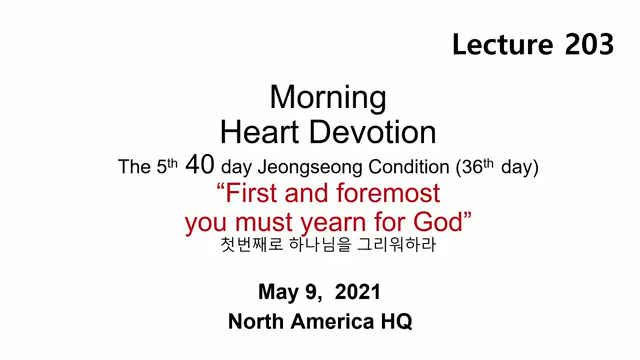 Lecture 203
Morning
Heart Devotion
The 5th 40 day Jeongseong Condition (36th day)
“First and foremost
you must yearn for God”
첫번째로 하나님을 그리워하라
May 9, 2021
North America HQ